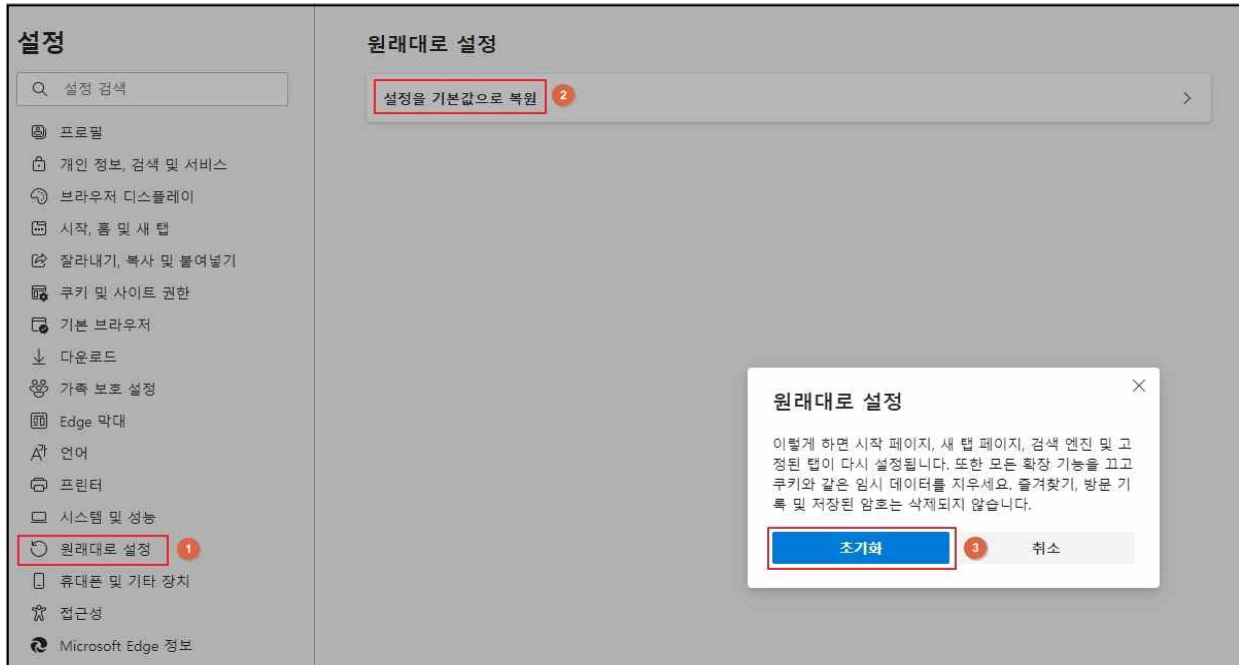 설정
설정 검색
프로필
개인 정보, 검색 및 서비스
브라우저 디스플레이
시작, 홈 및 새 탭
잘라내기, 복사 및 붙여넣기
쿠키 및 사이트 권한
기본 브라우저
다운로드
가족 보호 설정
Edge 막대
언어
프린터
시스템 및 성능
원래대로 설정 1
휴대폰 및 기타 장치
접근성
Microsoft Edge 정보
원래대로 설정
설정을 기본값으로 복원 2
원래대로 설정
이렇게 하면 시작 페이지, 새 탭 페이지, 검색 엔진 및 고
정된 탭이 다시 설정됩니다. 또한 모든 확장 기능을 끄고
쿠키와 같은 임시 데이터를 지우세요. 즐겨찾기, 방문 기
록 및 저장된 암호는 삭제되지 않습니다.
초기화 3 취소